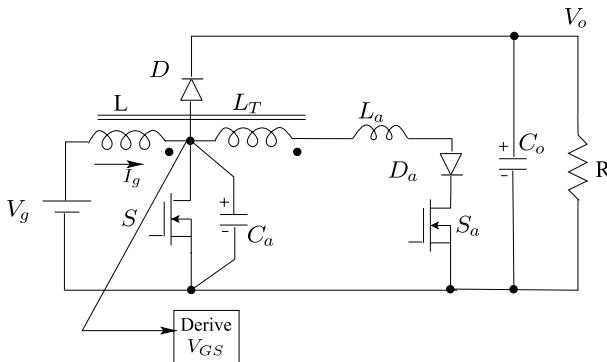 V_o
D
L
L_T
L_a
I_g
D_a
+
-
C_o
R
V_g
S
+
-
C_a
S_a
Derive
V_GS